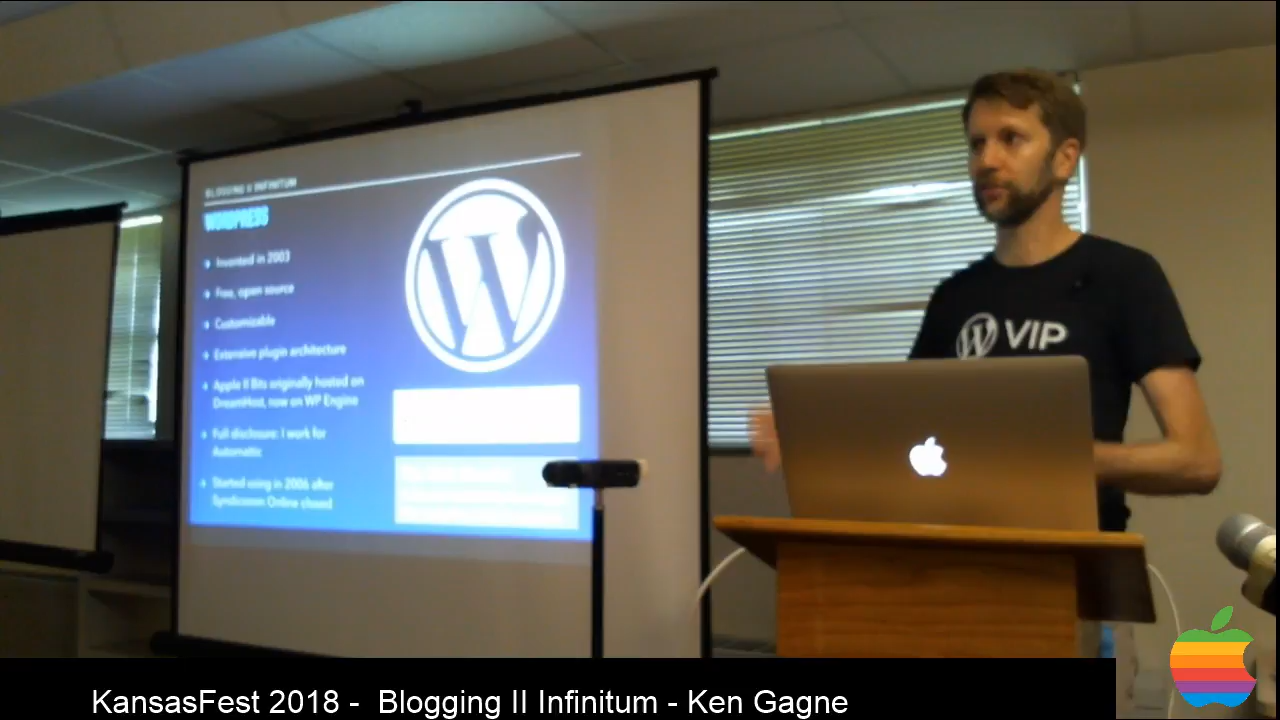 BLOGGING II INFINITUM
WORDPRESS
Invented in 2003
Free, open source
Customizable
Extensive plugin architecture
Apple II Bits originally hosted on
DreamHost, now on WP Engine
Full disclosure: I work for
Automattic
Started using in 2006 after
Syndicomm Online closed
W
W VIP
KansasFest 2018 - Blogging II Infinitum - Ken Gagne